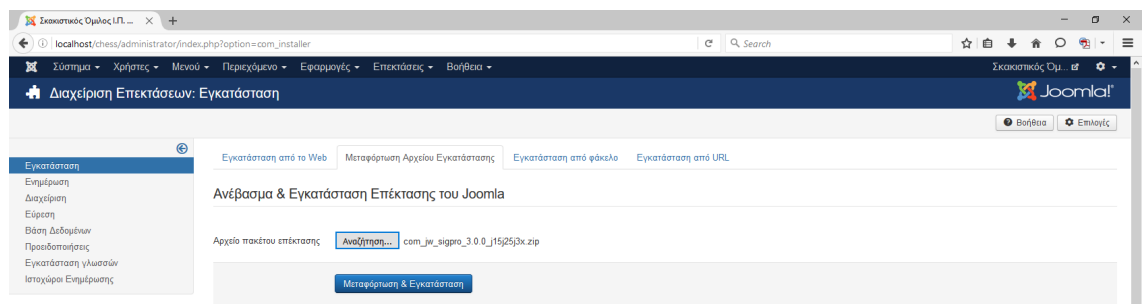 Σκακιστικός Όμιλος Ι.Π. ...
localhost/chess/administrator/index.php?option=com_installer
Search
Σύστημα Χρήστες Μενού Περιεχόμενο Εφαρμογές Επεκτάσεις Βοήθεια Σκακιστικός Όμ...
Διαχείριση Επεκτάσεων: Εγκατάσταση Joomla!
Βοήθεια Επιλογές
Εγκατάσταση από το Web Μεταφόρτωση Αρχείου Εγκατάστασης Εγκατάσταση από φάκελο Εγκατάσταση από URL
Εγκατάσταση
Ενημέρωση
Διαχείριση
Εύρεση
Βάση Δεδομένων
Προειδοποιήσεις
Εγκατάσταση γλωσσών
Ιστοχώροι Ενημέρωσης
Ανέβασμα & Εγκατάσταση Επέκτασης του Joomla
Αρχείο πακέτου επέκτασης Αναζήτηση... com_jw_sigpro_3.0.0_j15j25j3x.zip
Μεταφόρτωση & Εγκατάσταση